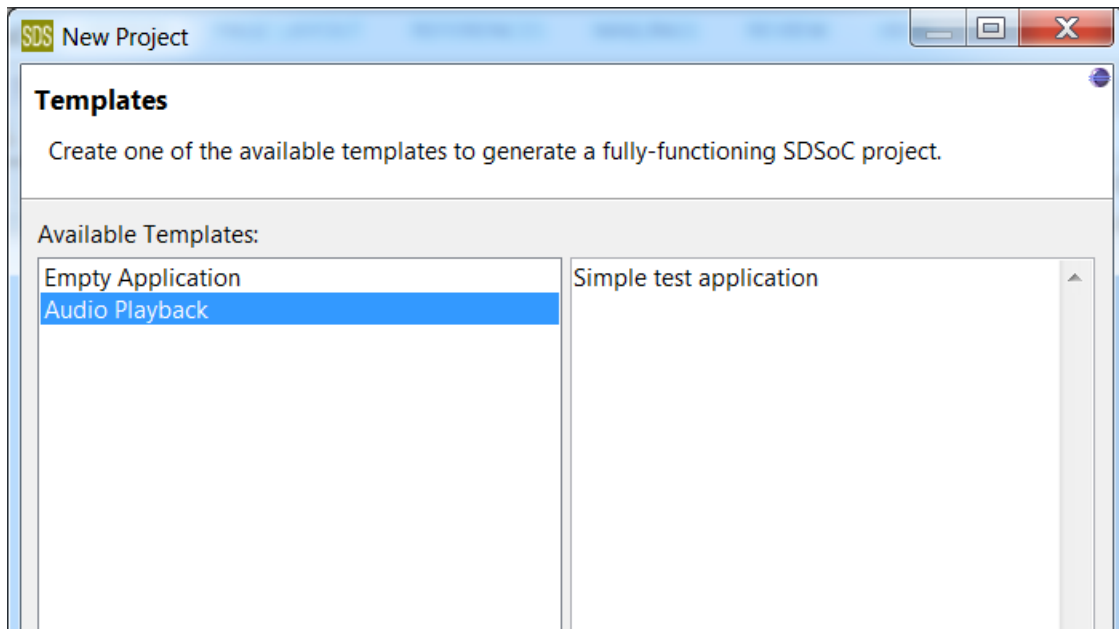 SDS New Project
Templates
Create one of the available templates to generate a fully-functioning SDSoC project.
Available Templates:
Empty Application
Audio Playback
Simple test application